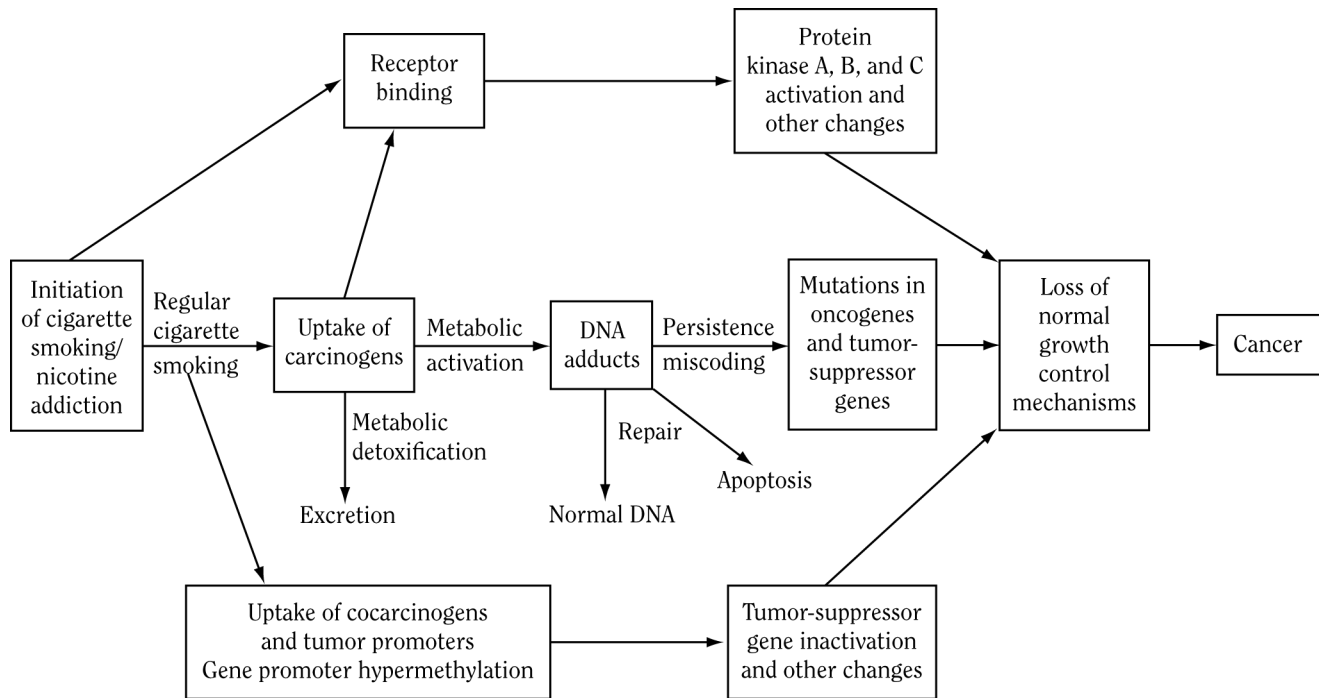 Receptor
binding
Protein
kinase A, B, and C
activation and
other changes
Initiation
of cigarette
smoking/
nicotine
addiction
Regular
cigarette
smoking
Uptake of
carcinogens
Metabolic
activation
DNA
adducts
Persistence
miscoding
Mutations in
oncogenes
and tumor-
suppressor
genes
Loss of
normal
growth
control
mechanisms
Cancer
Metabolic
detoxification
Excretion
Repair
Normal DNA
Apoptosis
Uptake of cocarcinogens
and tumor promoters
Gene promoter hypermethylation
Tumor-suppressor
gene inactivation
and other changes